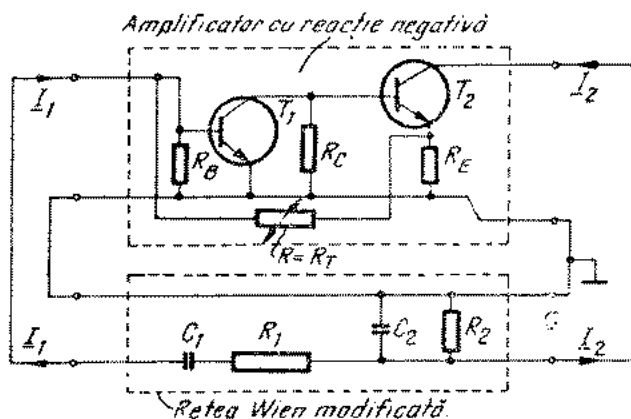 Amplificator cu reacție negativă
I1
T1
T2
I2
RB
RC
RE
R=RT
I1
C1
R1
C2
R2
I2
Rețea Wien modificată